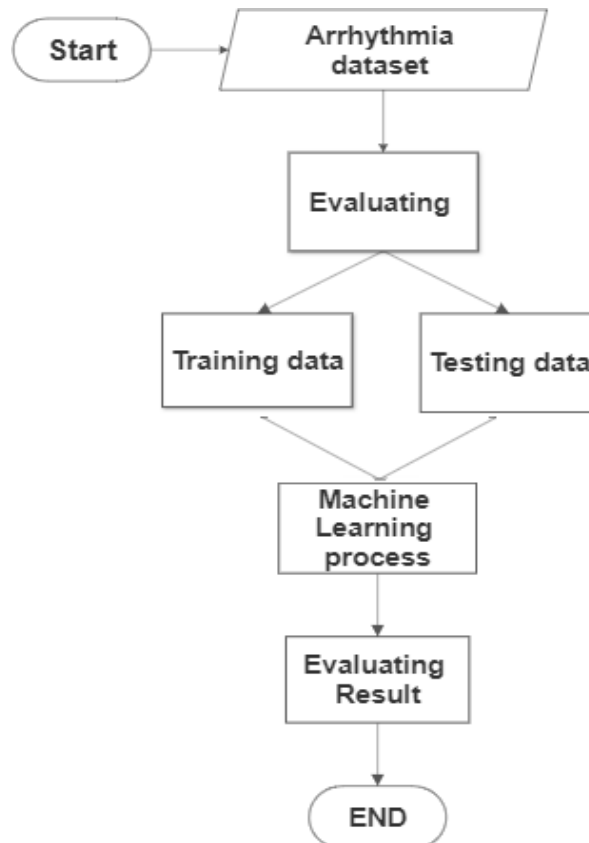 Start
Arrhythmia
dataset
Evaluating
Training data
Testing data
Machine
Learning
process
Evaluating
Result
END